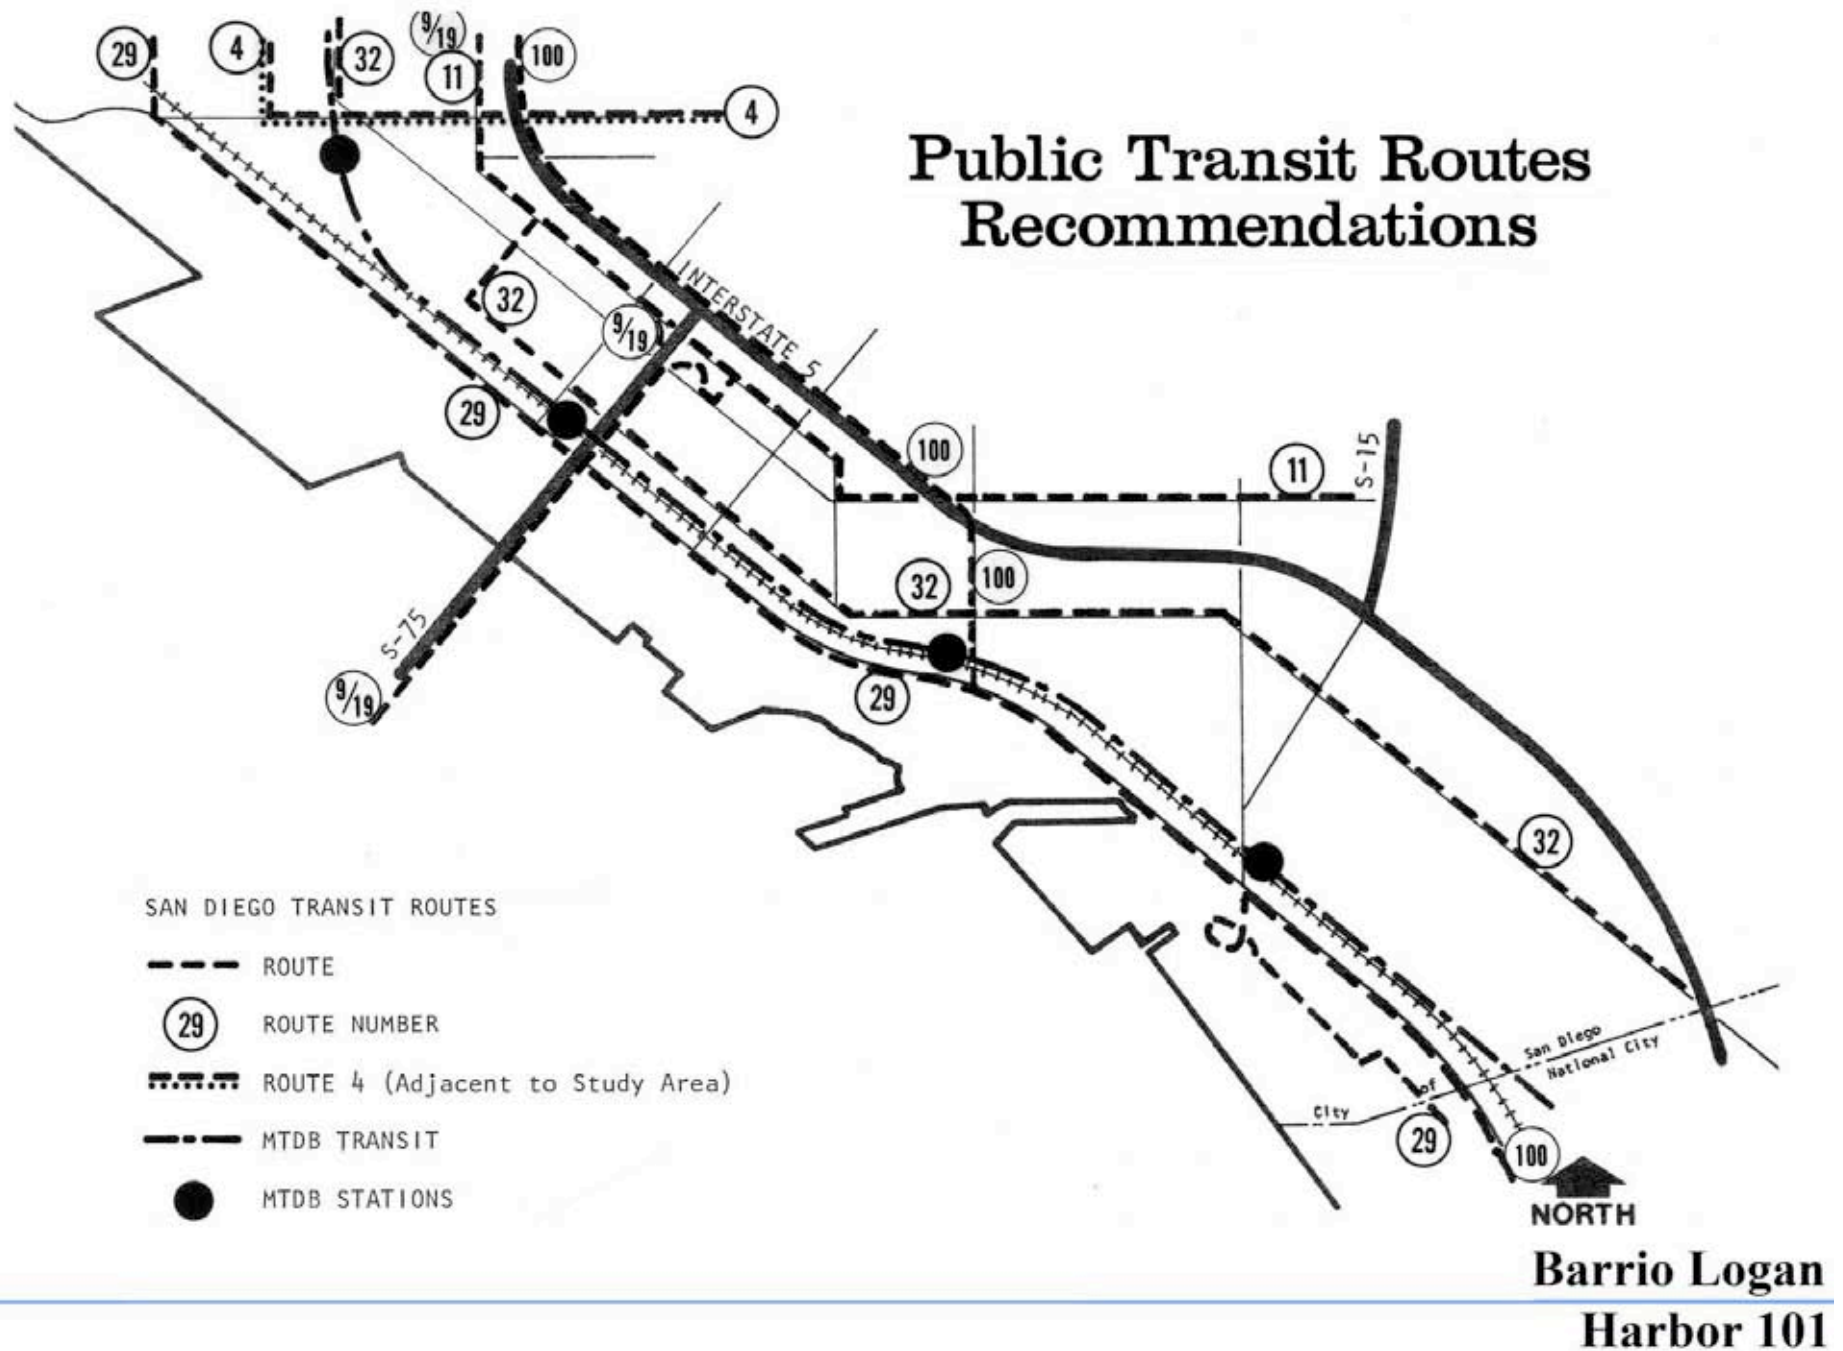 29
4
32
9/19
11
100
4
Public Transit Routes
Recommendations
32
9/19
INTERSTATE 5
29
100
11
S-15
32
100
S-75
9/19
29
32
SAN DIEGO TRANSIT ROUTES
ROUTE
29 ROUTE NUMBER
ROUTE 4 (Adjacent to Study Area)
MTDB TRANSIT
MTDB STATIONS
San Diego
National City
City of
29
100
NORTH
Barrio Logan
Harbor 101